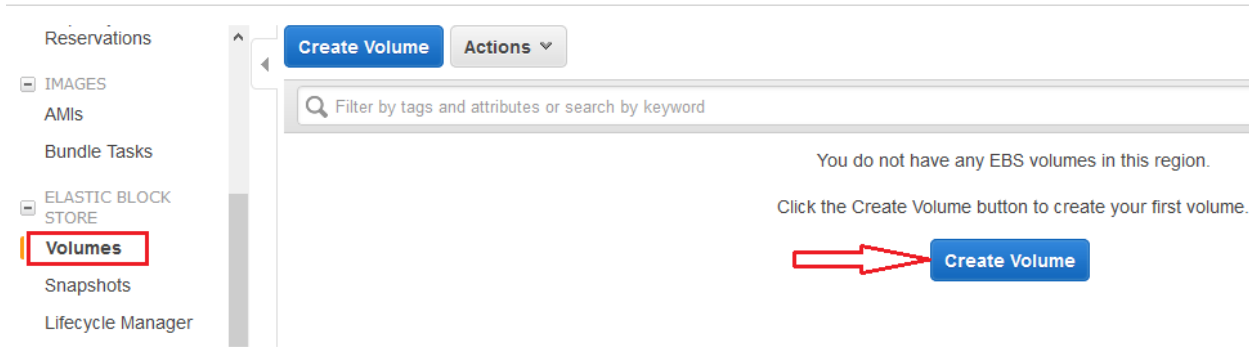 Reservations
IMAGES
AMIs
Bundle Tasks
ELASTIC BLOCK
STORE
Volumes
Snapshots
Lifecycle Manager
Create Volume
Actions
Filter by tags and attributes or search by keyword
You do not have any EBS volumes in this region.
Click the Create Volume button to create your first volume.
Create Volume